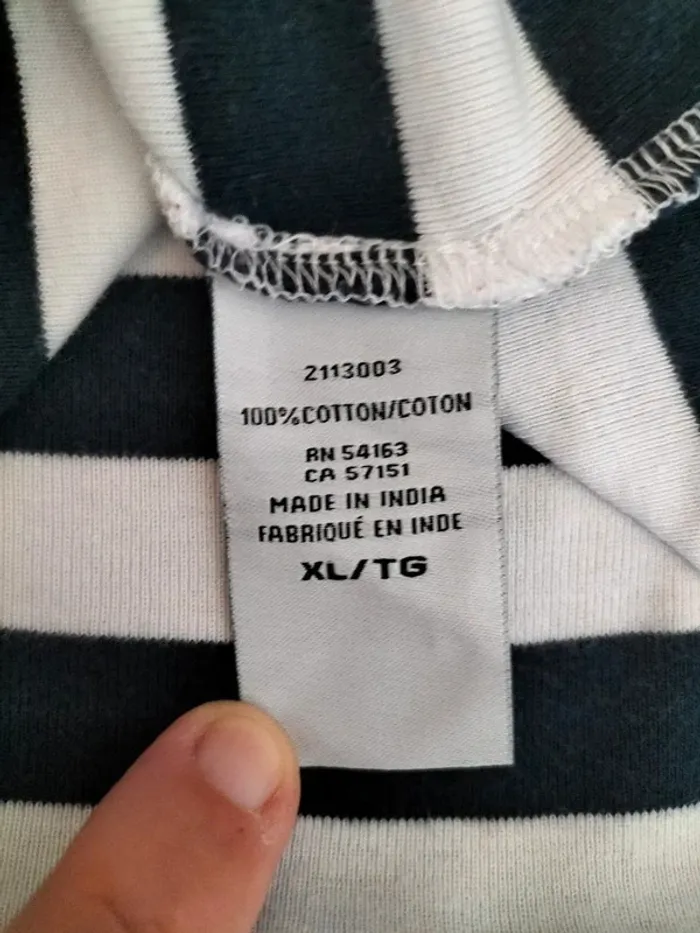 2113003
100%COTTON/COTON
RN 54163
CA 57151
MADE IN INDIA
FABRIQUÉ EN INDE
XL/TG